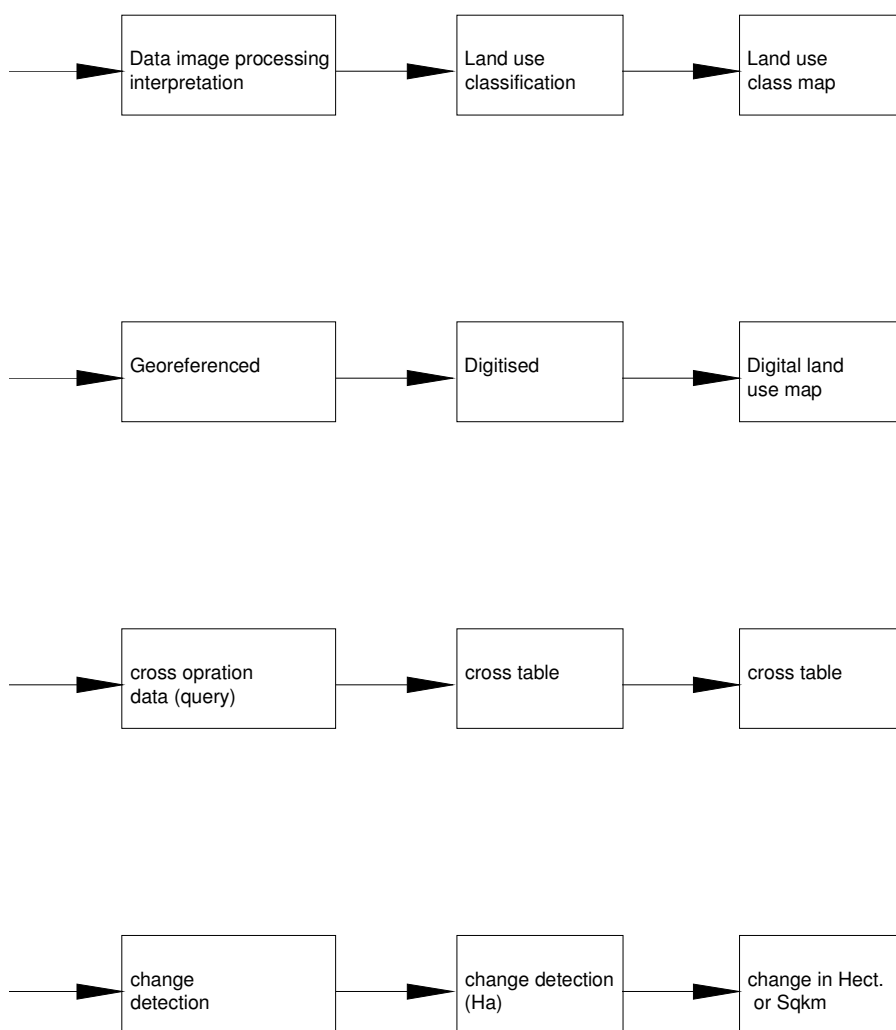 Data image processing
interpretation
Land use
classification
Land use
class map
Georeferenced
Digitised
Digital land
use map
cross opration
data (query)
cross table
cross table
change
detection
change detection
(Ha)
change in Hect.
or Sqkm